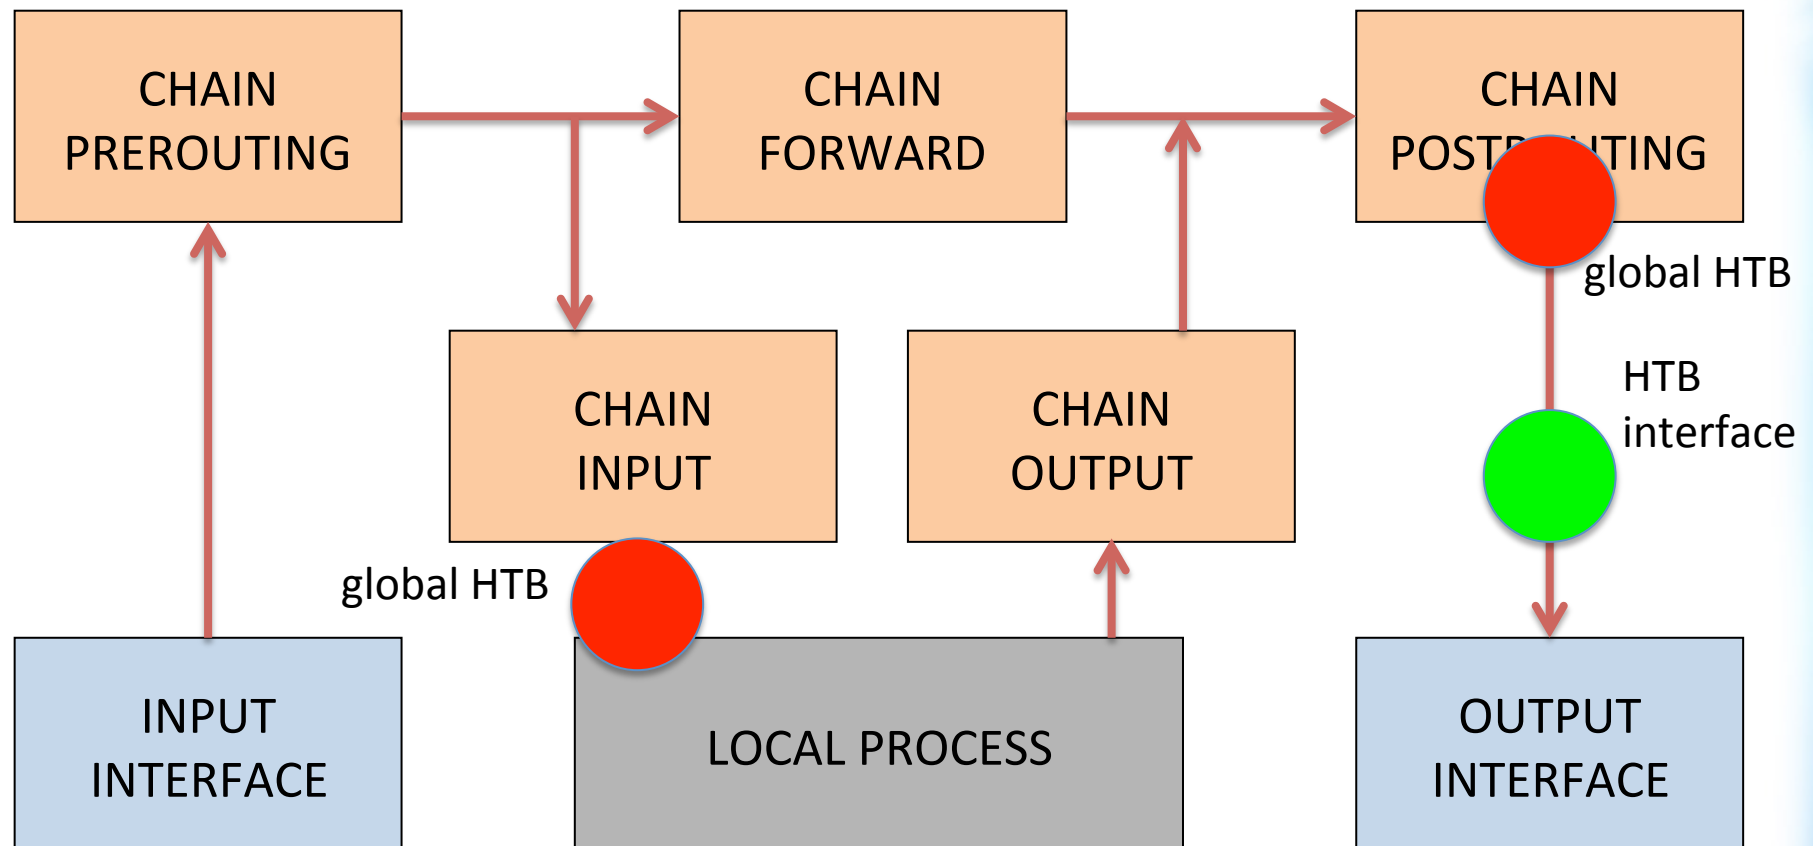 CHAIN
PREROUTING
CHAIN
FORWARD
CHAIN
POSTROUTING
global HTB
HTB
interface
CHAIN
INPUT
CHAIN
OUTPUT
global HTB
INPUT
INTERFACE
LOCAL PROCESS
OUTPUT
INTERFACE